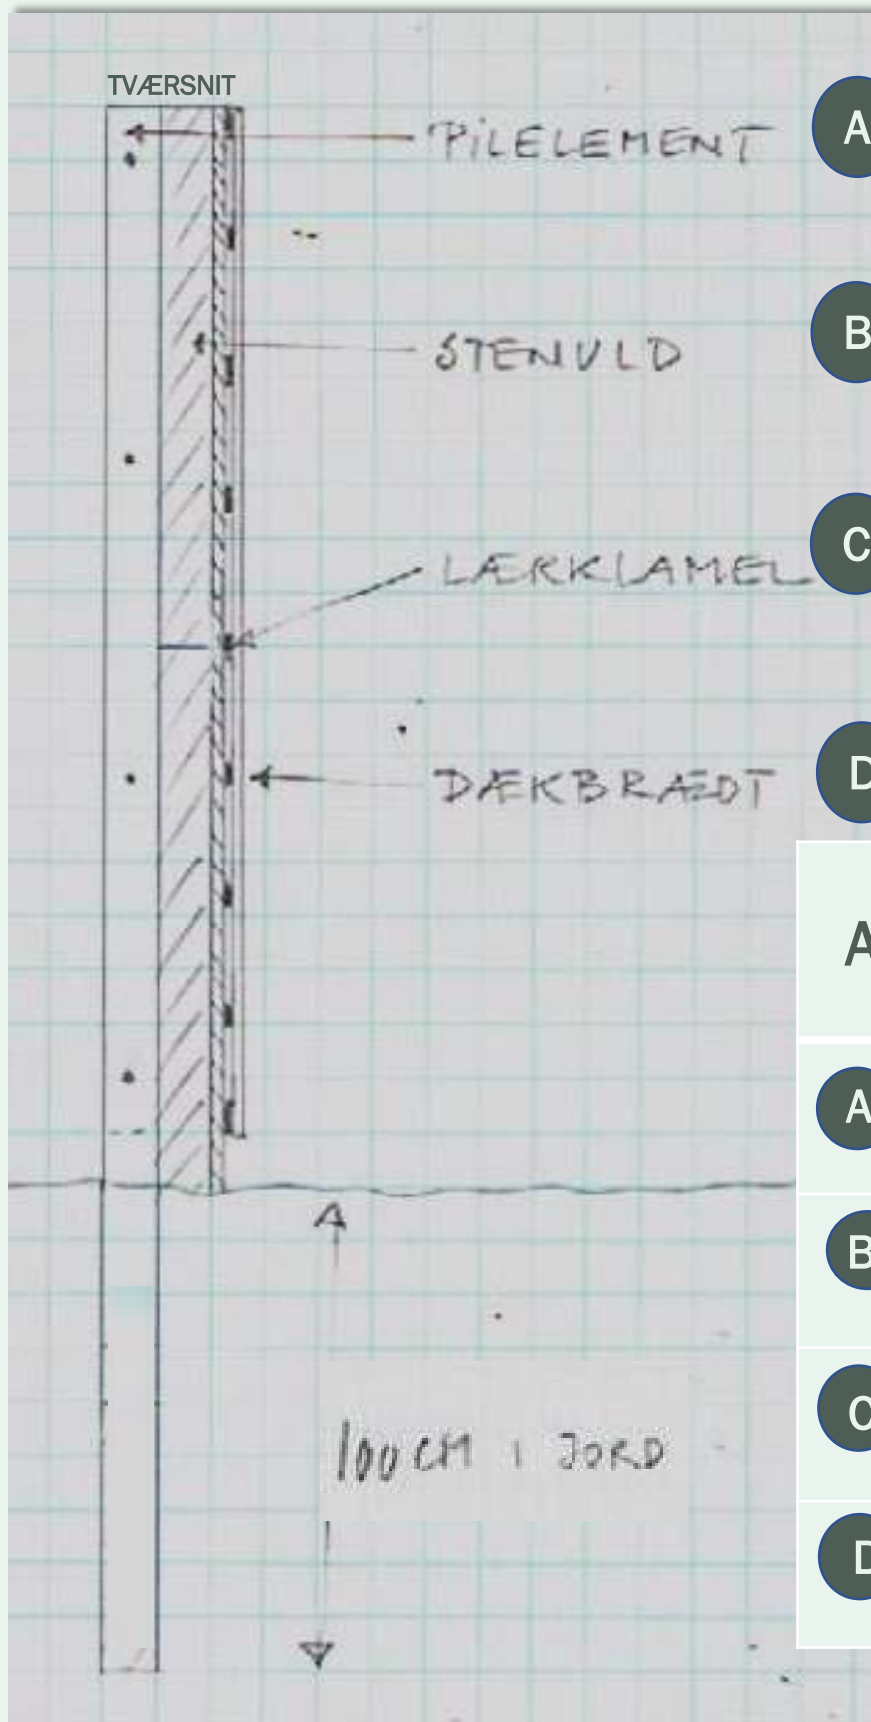 TVÆRSNIT
PILELEMENT
A
STENULD
B
LÆRKLAMEL
C
DÆKBRÆDT
D
A
A
B
C
D
100 CM I JORD